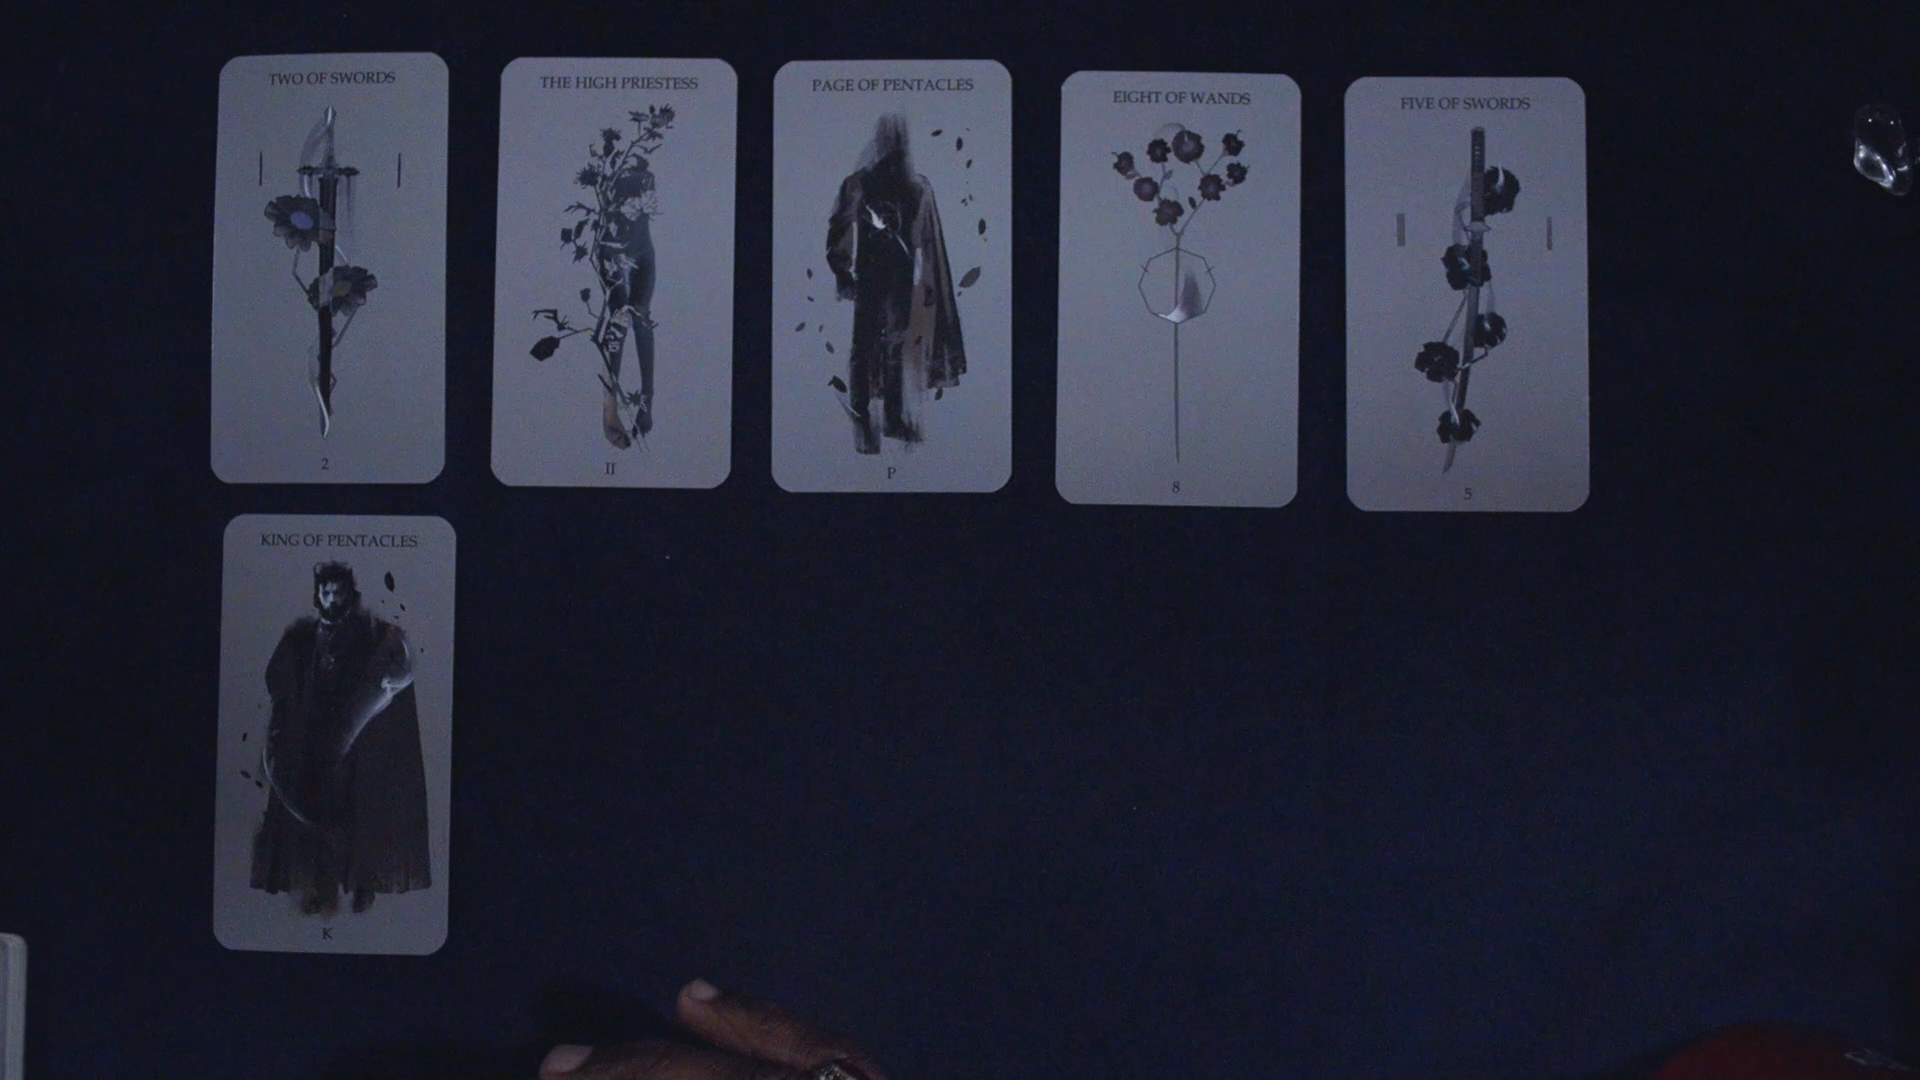 TWO OF SWORDS
2
THE HIGH PRIESTESS
II
PAGE OF PENTACLES
P
EIGHT OF WANDS
8
FIVE OF SWORDS
5
KING OF PENTACLES
K